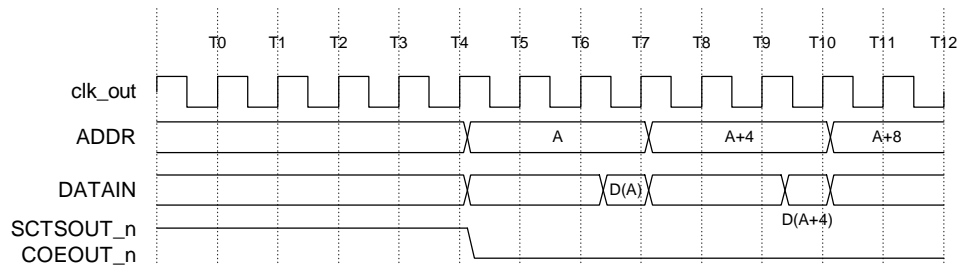 T0 T1 T2 T3 T4 T5 T6 T7 T8 T9 T10 T11 T12
clk_out
ADDR A A+4 A+8
DATAIN D(A)
D(A+4)
SCTSOUT_n
COEOUT_n